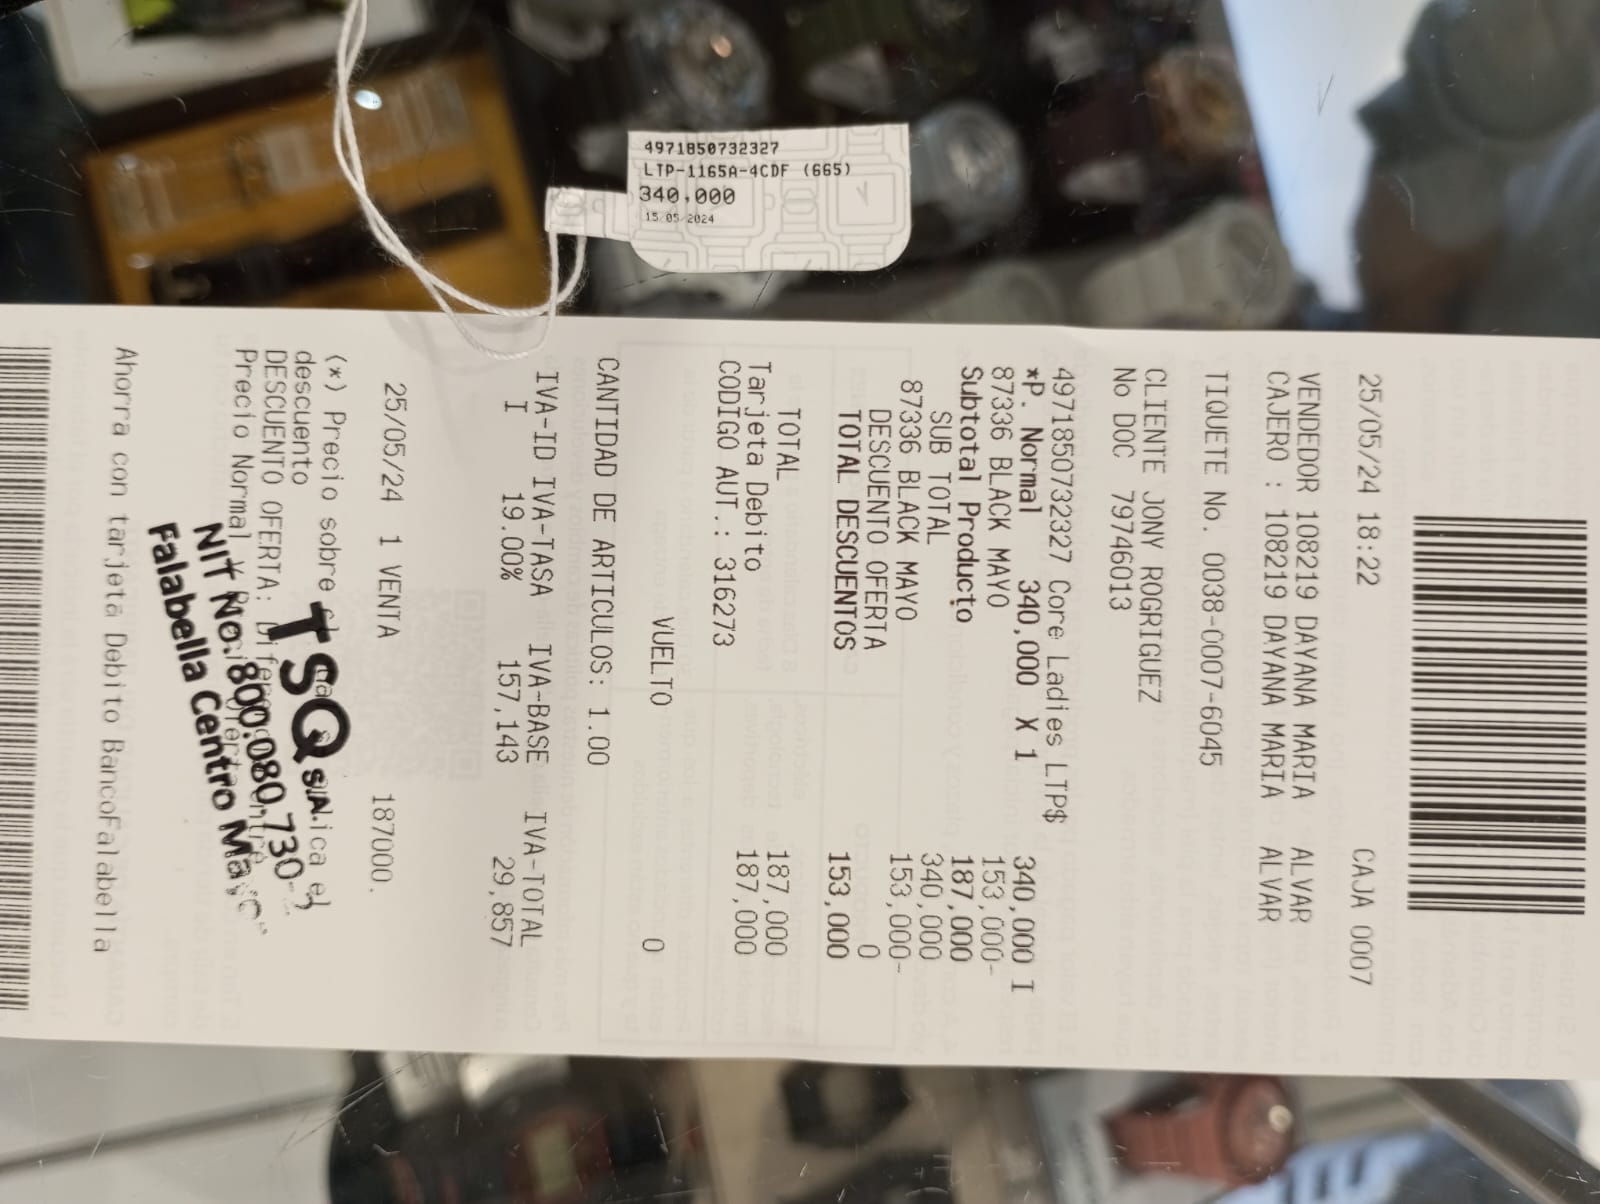 4971850732327
LTP-1165A-4CDF (665)
340,000
15/05/2024
25/05/24 18:22 CAJA 0007
VENDEDOR 108219 DAYANA MARIA ALVAR
CAJERO : 108219 DAYANA MARIA ALVAR
TIQUETE No. 0038-0007-6045
CLIENTE JONY ROGRIGUEZ
No DOC 79746013
4971850732327 Core Ladies LTP$
*P. Normal 340,000 X 1 340,000 I
87336 BLACK MAYO 153,000-
Subtotal Producto 187,000
SUB TOTAL 340,000
87336 BLACK MAYO 153,000-
DESCUENTO OFERTA 0
TOTAL DESCUENTOS 153,000
TOTAL 187,000
Tarjeta Debito 187,000
CODIGO AUT.: 316273
VUELTO 0
CANTIDAD DE ARTICULOS: 1.00
IVA-ID IVA-TASA IVA-BASE IVA-TOTAL
I 19.00% 157,143 29,857
25/05/24 1 VENTA 187000.
(*) Precio sobre el ica el
descuento
DESCUENTO OFERTA: Diferencia entre
Precio Normal y
TSQ S.A.
NIT No. 800.080.730-
Falabella Centro Mayor
Ahorra con tarjeta Debito BancoFalabella